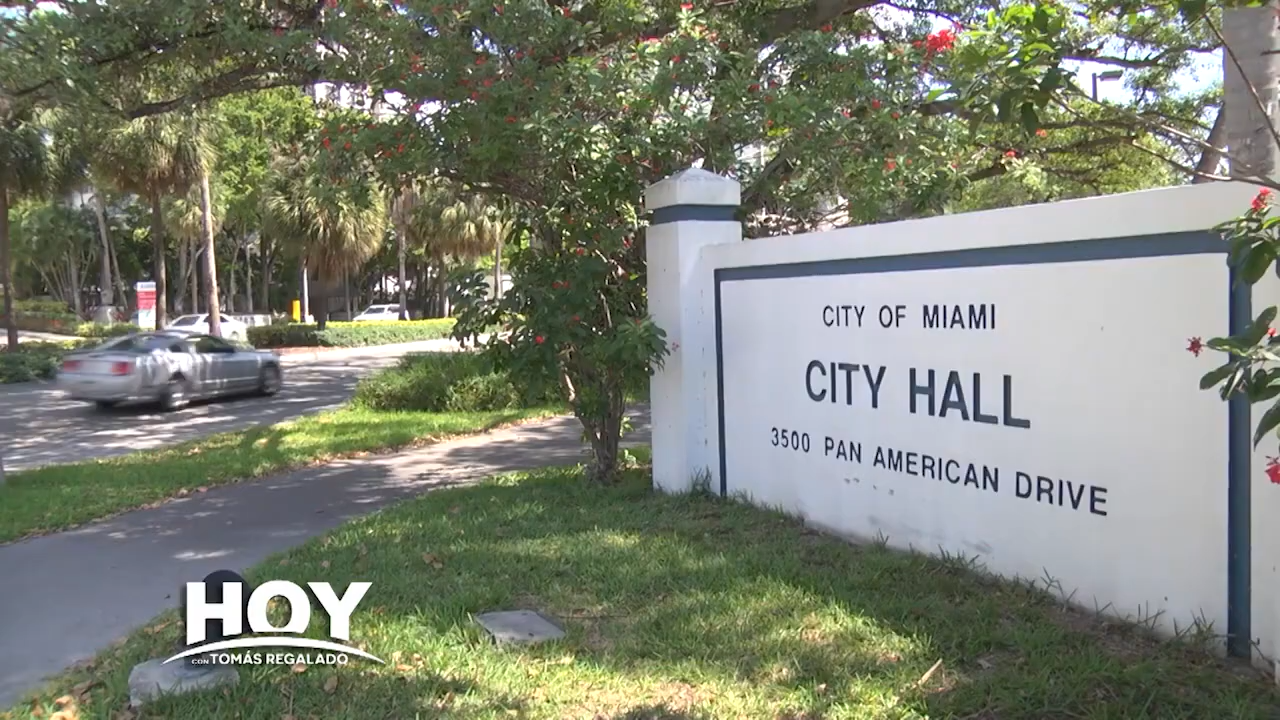 CITY OF MIAMI
CITY HALL
3500 PAN AMERICAN DRIVE
HOY
CON TOMÁS REGALADO